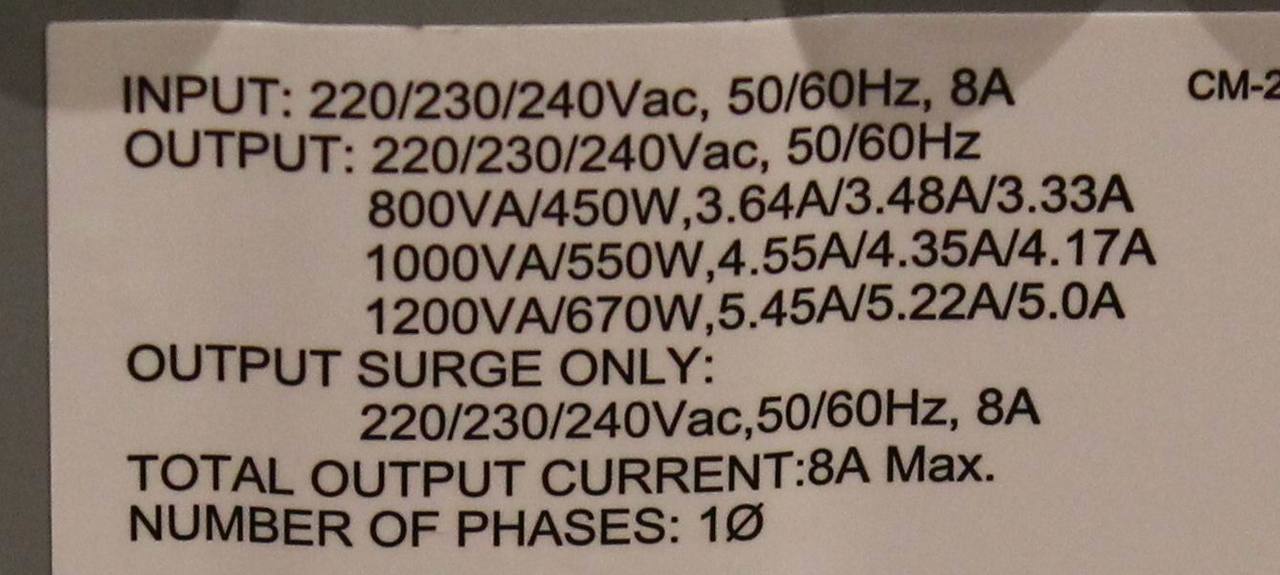 INPUT: 220/230/240Vac, 50/60Hz, 8A CM-2
OUTPUT: 220/230/240Vac, 50/60Hz
800VA/450W,3.64A/3.48A/3.33A
1000VA/550W,4.55A/4.35A/4.17A
1200VA/670W,5.45A/5.22A/5.0A
OUTPUT SURGE ONLY:
220/230/240Vac,50/60Hz, 8A
TOTAL OUTPUT CURRENT:8A Max.
NUMBER OF PHASES: 1Ø